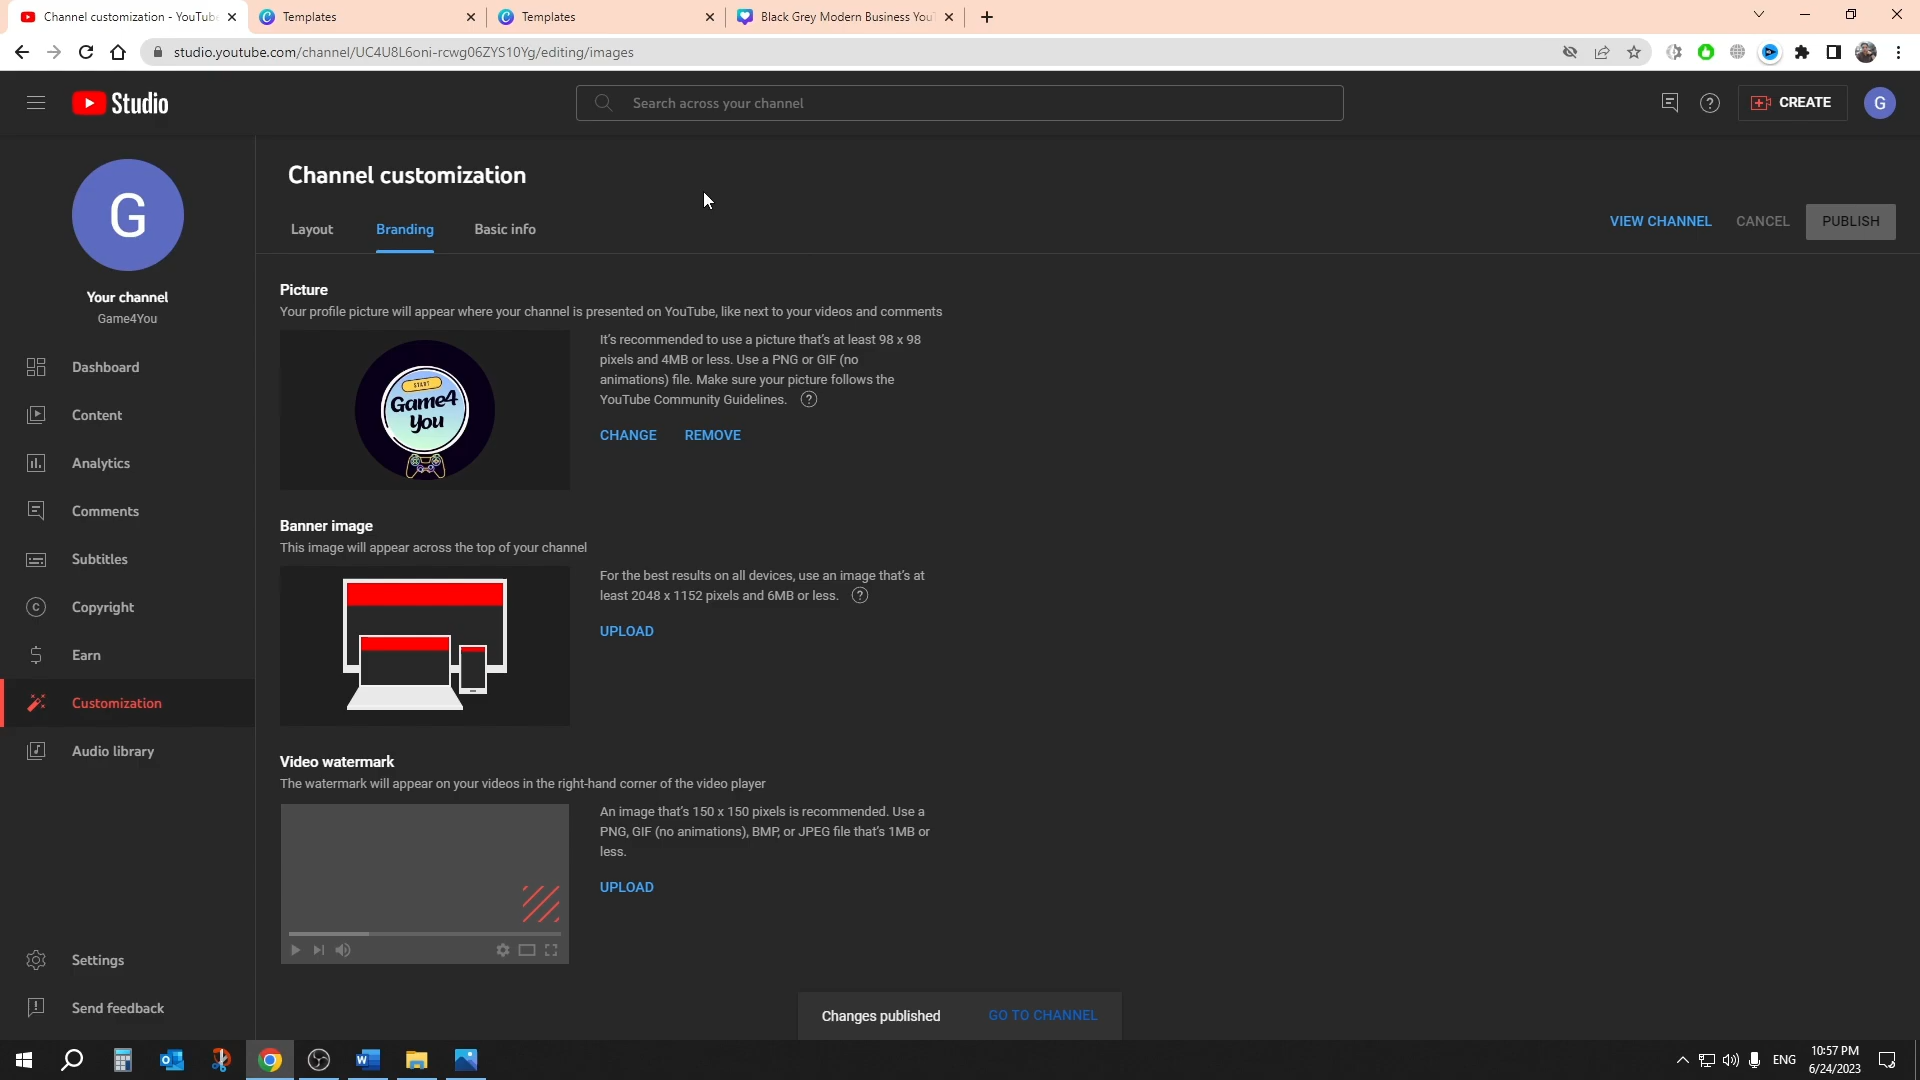 Channel customization - YouTube
Templates
Templates
Black Grey Modern Business You
studio.youtube.com/channel/UC4U8L6oni-rcwg06ZYS10Yg/editing/images
Studio
Search across your channel
CREATE
G
G
Your channel
Game4You
Dashboard
Content
Analytics
Comments
Subtitles
Copyright
Earn
Customization
Audio library
Settings
Send feedback
Channel customization
Layout
Branding
Basic info
VIEW CHANNEL
CANCEL
PUBLISH
Picture
Your profile picture will appear where your channel is presented on YouTube, like next to your videos and comments
START
Game4
You
It's recommended to use a picture that's at least 98 x 98
pixels and 4MB or less. Use a PNG or GIF (no
animations) file. Make sure your picture follows the
YouTube Community Guidelines.
CHANGE
REMOVE
Banner image
This image will appear across the top of your channel
For the best results on all devices, use an image that's at
least 2048 x 1152 pixels and 6MB or less.
UPLOAD
Video watermark
The watermark will appear on your videos in the right-hand corner of the video player
An image that's 150 x 150 pixels is recommended. Use a
PNG, GIF (no animations), BMP, or JPEG file that's 1MB or
less.
UPLOAD
Changes published
GO TO CHANNEL
ENG
10:57 PM
6/24/2023